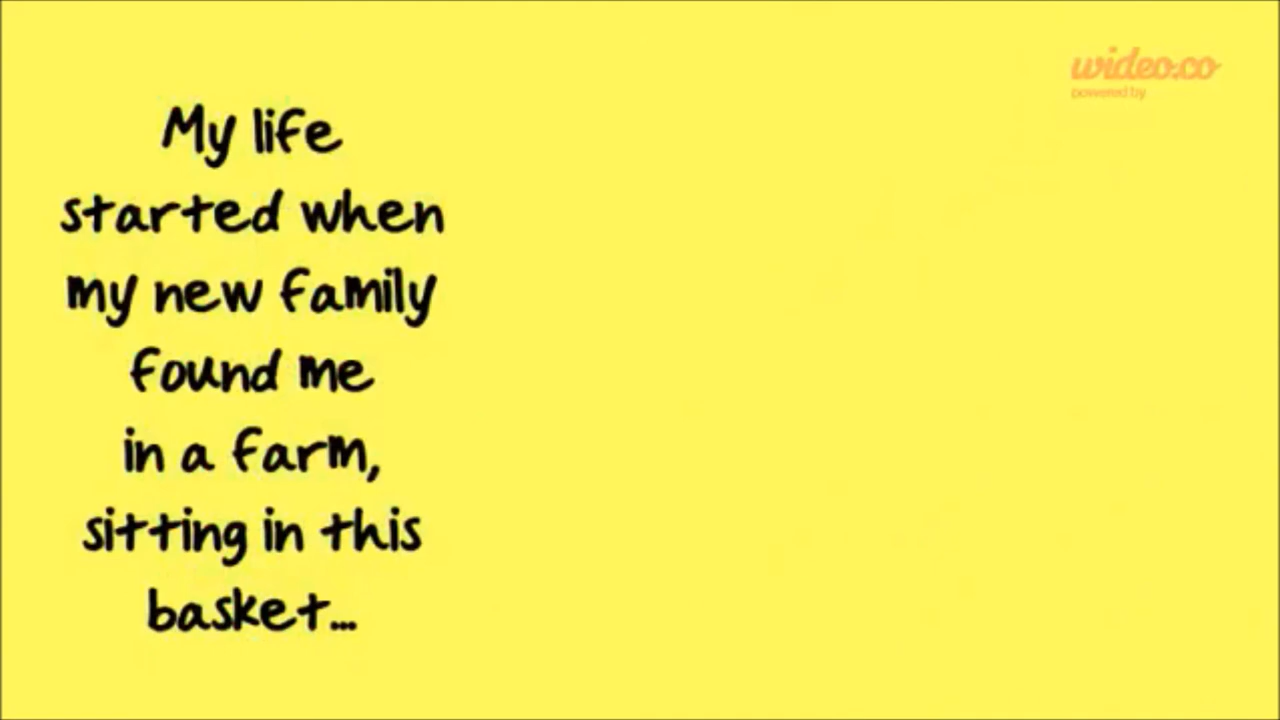 wideo.co
powered by
My life
started when
my new family
found me
in a farm,
sitting in this
basket...